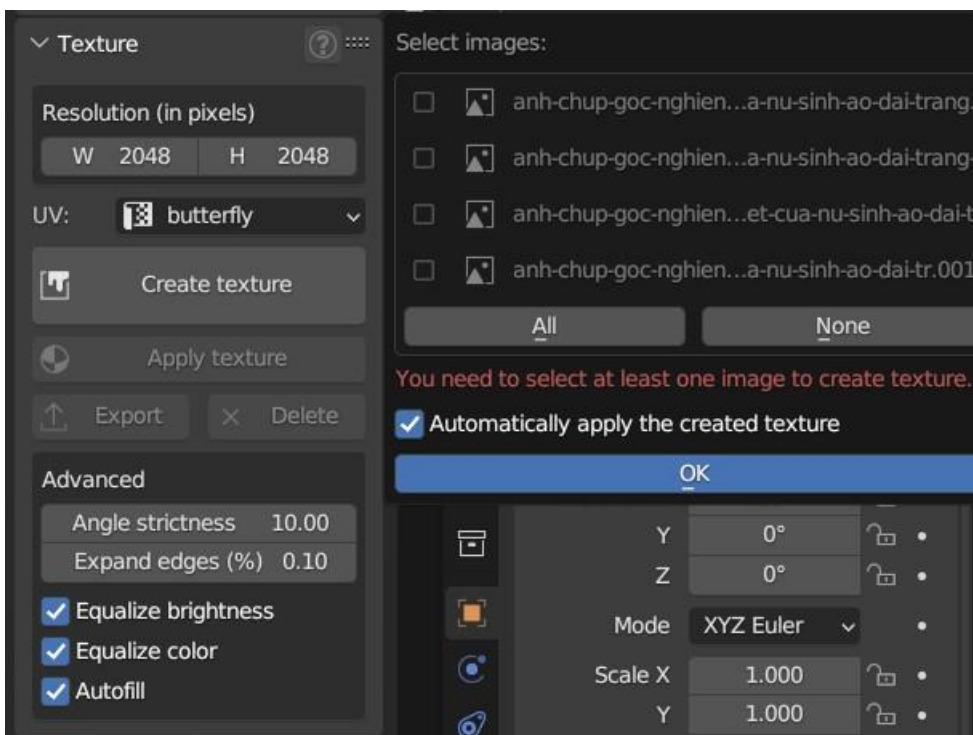 Texture
Resolution (in pixels)
W 2048 H 2048
UV: butterfly
Create texture
Apply texture
Export Delete
Advanced
Angle strictness 10.00
Expand edges (%) 0.10
Equalize brightness
Equalize color
Autofill
Select images:
anh-chup-goc-nghien...a-nu-sinh-ao-dai-trang.
anh-chup-goc-nghien...a-nu-sinh-ao-dai-trang-
anh-chup-goc-nghien...et-cua-nu-sinh-ao-dai-t
anh-chup-goc-nghien...a-nu-sinh-ao-dai-tr.001
All None
You need to select at least one image to create texture.
Automatically apply the created texture
OK
Y 0°
Z 0°
Mode XYZ Euler
Scale X 1.000
Y 1.000